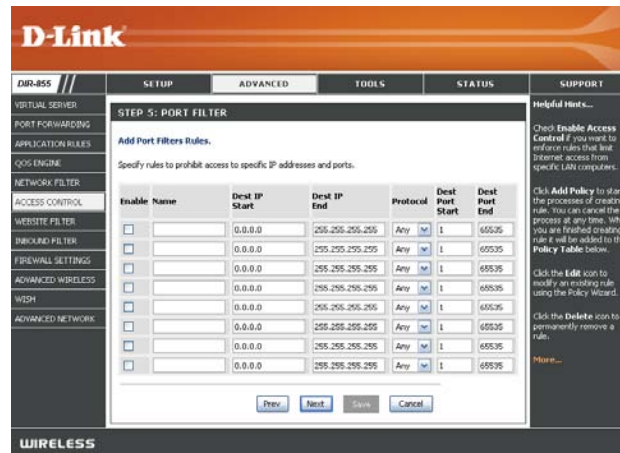 D-Link
DIR-855
SETUP
ADVANCED
TOOLS
STATUS
SUPPORT
VIRTUAL SERVER
PORT FORWARDING
APPLICATION RULES
QOS ENGINE
NETWORK FILTER
ACCESS CONTROL
WEBSITE FILTER
INBOUND FILTER
FIREWALL SETTINGS
ADVANCED WIRELESS
WISH
ADVANCED NETWORK
STEP 5: PORT FILTER
Add Port Filters Rules.
Specify rules to prohibit access to specific IP addresses and ports.
Enable Name Dest IP Start Dest IP End Protocol Dest Port Start Dest Port End
0.0.0.0 255.255.255.255 Any 1 65535
0.0.0.0 255.255.255.255 Any 1 65535
0.0.0.0 255.255.255.255 Any 1 65535
0.0.0.0 255.255.255.255 Any 1 65535
0.0.0.0 255.255.255.255 Any 1 65535
0.0.0.0 255.255.255.255 Any 1 65535
0.0.0.0 255.255.255.255 Any 1 65535
0.0.0.0 255.255.255.255 Any 1 65535
Prev Next Save Cancel
Helpful Hints...
Check Enable Access
Control if you want to
enforce rules that limit
Internet access from
specific LAN computers.
Click Add Policy to star
the processes of creatin
rule. You can cancel the
process at any time. Wh
you are finished creating
rule it will be added to th
Policy Table below.
Click the Edit icon to
modify an existing rule
using the Policy Wizard.
Click the Delete icon to
permanently remove a
rule.
More...
WIRELESS